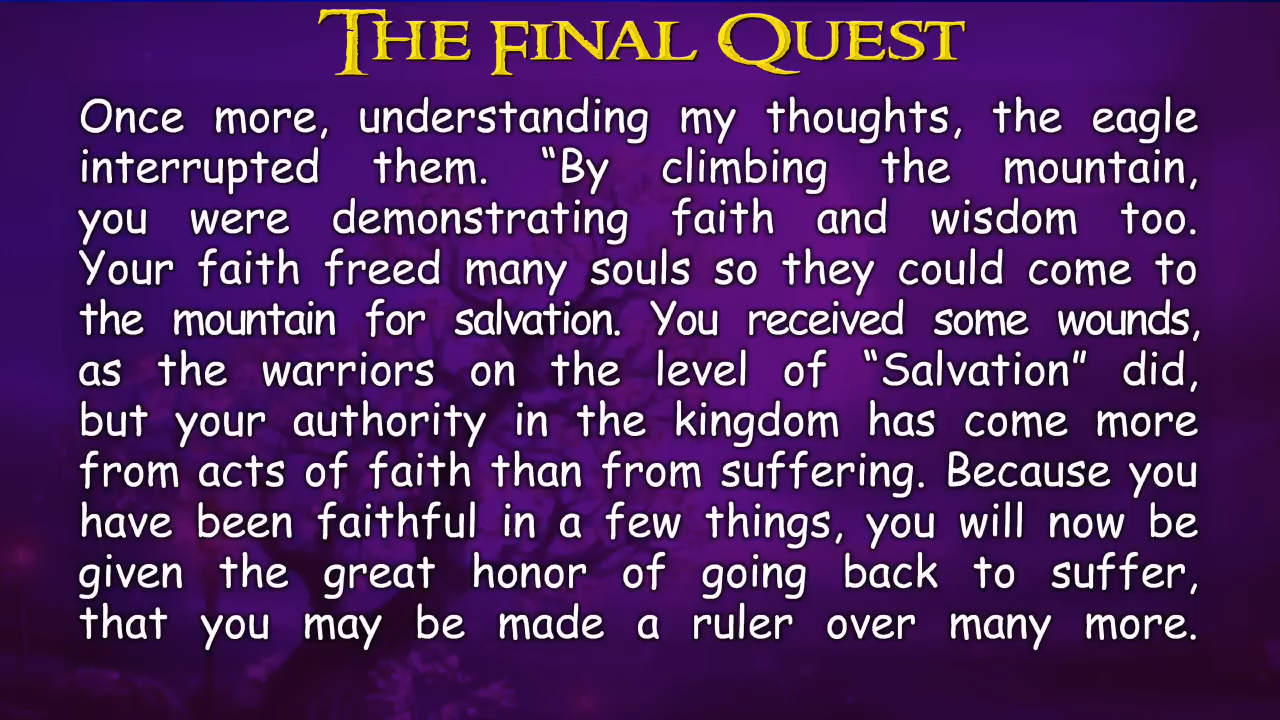 The Final Quest
Once more, understanding my thoughts, the eagle
interrupted them. “By climbing the mountain,
you were demonstrating faith and wisdom too.
Your faith freed many souls so they could come to
the mountain for salvation. You received some wounds,
as the warriors on the level of “Salvation” did,
but your authority in the kingdom has come more
from acts of faith than from suffering. Because you
have been faithful in a few things, you will now be
given the great honor of going back to suffer,
that you may be made a ruler over many more.